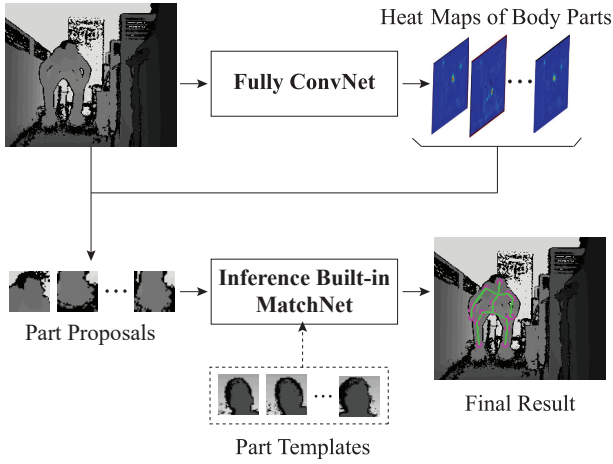 Heat Maps of Body Parts
Fully ConvNet
Inference Built-in
MatchNet
Part Proposals
Part Templates
Final Result